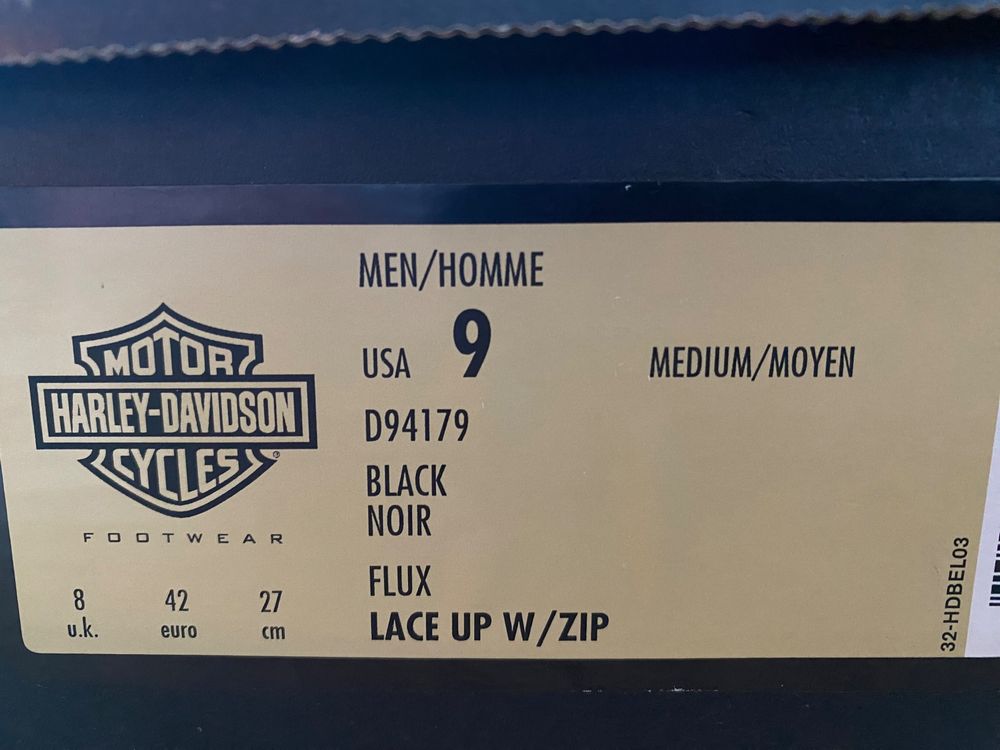 MEN/HOMME
USA 9 MEDIUM/MOYEN
D94179
BLACK
NOIR
FLUX
LACE UP W/ZIP
MOTOR
HARLEY-DAVIDSON
CYCLES
®
FOOTWEAR
8 42 27
u.k. euro cm
32-HDBEL03